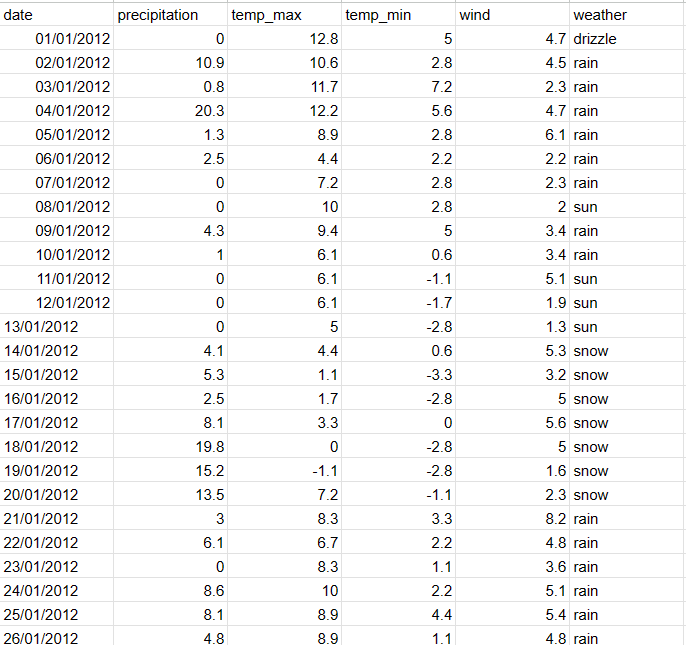 date precipitation temp_max temp_min wind weather
01/01/2012 0 12.8 5 4.7 drizzle
02/01/2012 10.9 10.6 2.8 4.5 rain
03/01/2012 0.8 11.7 7.2 2.3 rain
04/01/2012 20.3 12.2 5.6 4.7 rain
05/01/2012 1.3 8.9 2.8 6.1 rain
06/01/2012 2.5 4.4 2.2 2.2 rain
07/01/2012 0 7.2 2.8 2.3 rain
08/01/2012 0 10 2.8 2 sun
09/01/2012 4.3 9.4 5 3.4 rain
10/01/2012 1 6.1 0.6 3.4 rain
11/01/2012 0 6.1 -1.1 5.1 sun
12/01/2012 0 6.1 -1.7 1.9 sun
13/01/2012 0 5 -2.8 1.3 sun
14/01/2012 4.1 4.4 0.6 5.3 snow
15/01/2012 5.3 1.1 -3.3 3.2 snow
16/01/2012 2.5 1.7 -2.8 5 snow
17/01/2012 8.1 3.3 0 5.6 snow
18/01/2012 19.8 0 -2.8 5 snow
19/01/2012 15.2 -1.1 -2.8 1.6 snow
20/01/2012 13.5 7.2 -1.1 2.3 snow
21/01/2012 3 8.3 3.3 8.2 rain
22/01/2012 6.1 6.7 2.2 4.8 rain
23/01/2012 0 8.3 1.1 3.6 rain
24/01/2012 8.6 10 2.2 5.1 rain
25/01/2012 8.1 8.9 4.4 5.4 rain
26/01/2012 4.8 8.9 1.1 4.8 rain